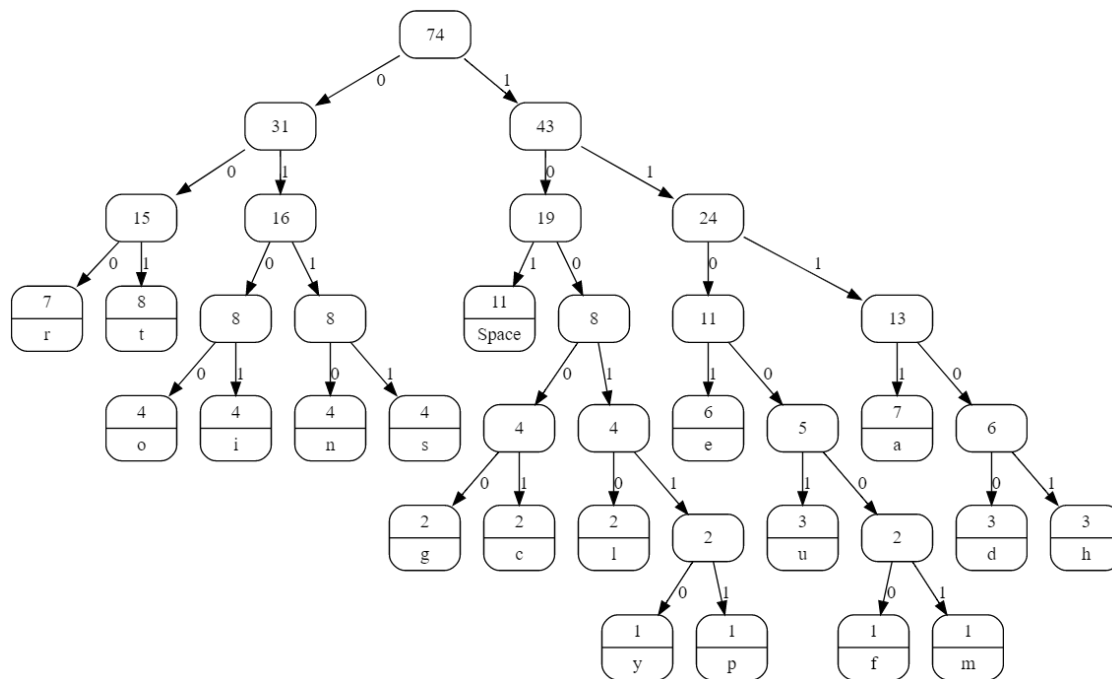 74
0 1
31 43
0 1 0 1
15 16 19 24
0 1 0 1 1 0 0 1
7 8 8 8 11 8 11 13
r t Space
0 1 0 1 0 1 1 0 1 0
4 4 4 4 4 4 6 5 7 6
o i n s e a
0 1 0 1 1 0 0 1
2 2 2 2 3 2 3 3
g c l u d h
0 1 0 1
1 1 1 1
y p f m